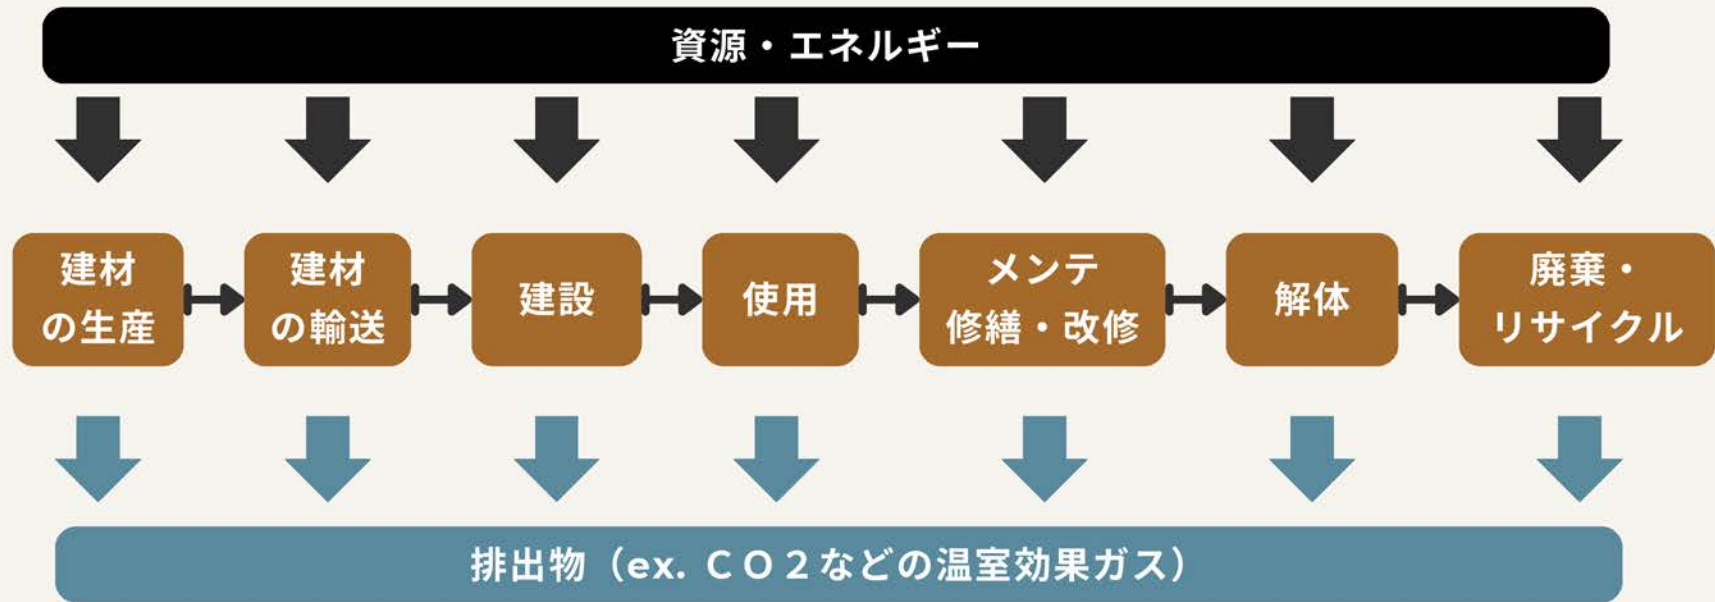 資源・エネルギー
建材
の生産
建材
の輸送
建設
使用
メンテ
修繕・改修
解体
廃棄・
リサイクル
排出物（ex. ＣＯ２などの温室効果ガス）